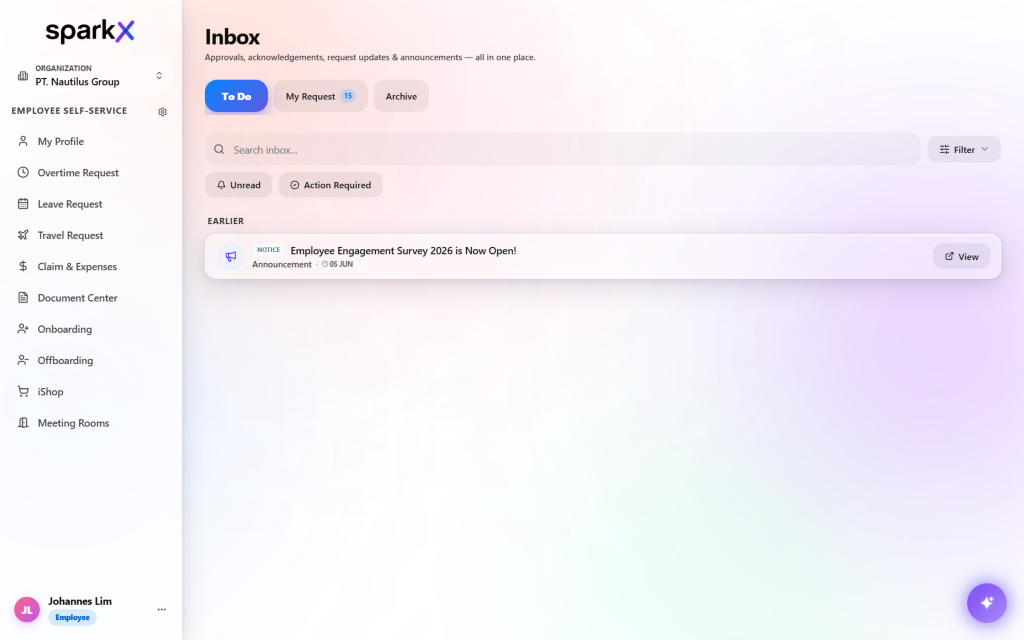 sparkX
ORGANIZATION
PT. Nautilus Group
EMPLOYEE SELF-SERVICE
My Profile
Overtime Request
Leave Request
Travel Request
Claim & Expenses
Document Center
Onboarding
Offboarding
iShop
Meeting Rooms
JL
Johannes Lim
Employee
Inbox
Approvals, acknowledgements, request updates & announcements — all in one place.
To Do
My Request 15
Archive
Search inbox...
Filter
Unread
Action Required
EARLIER
NOTICE Employee Engagement Survey 2026 is Now Open!
Announcement · 05 JUN
View